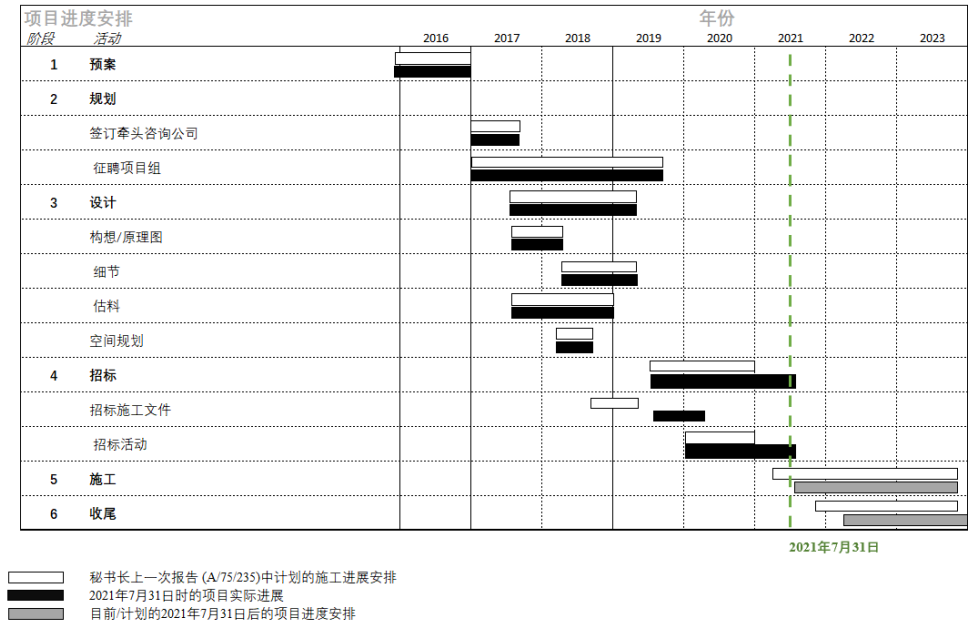 项目进度安排 年份
阶段 活动 2016 2017 2018 2019 2020 2021 2022 2023
1 预案
2 规划
签订牵头咨询公司
征聘项目组
3 设计
构想/原理图
细节
估料
空间规划
4 招标
招标施工文件
招标活动
5 施工
6 收尾
2021年7月31日
秘书长上一次报告 (A/75/235)中计划的施工进展安排
2021年7月31日时的项目实际进展
目前/计划的2021年7月31日后的项目进度安排